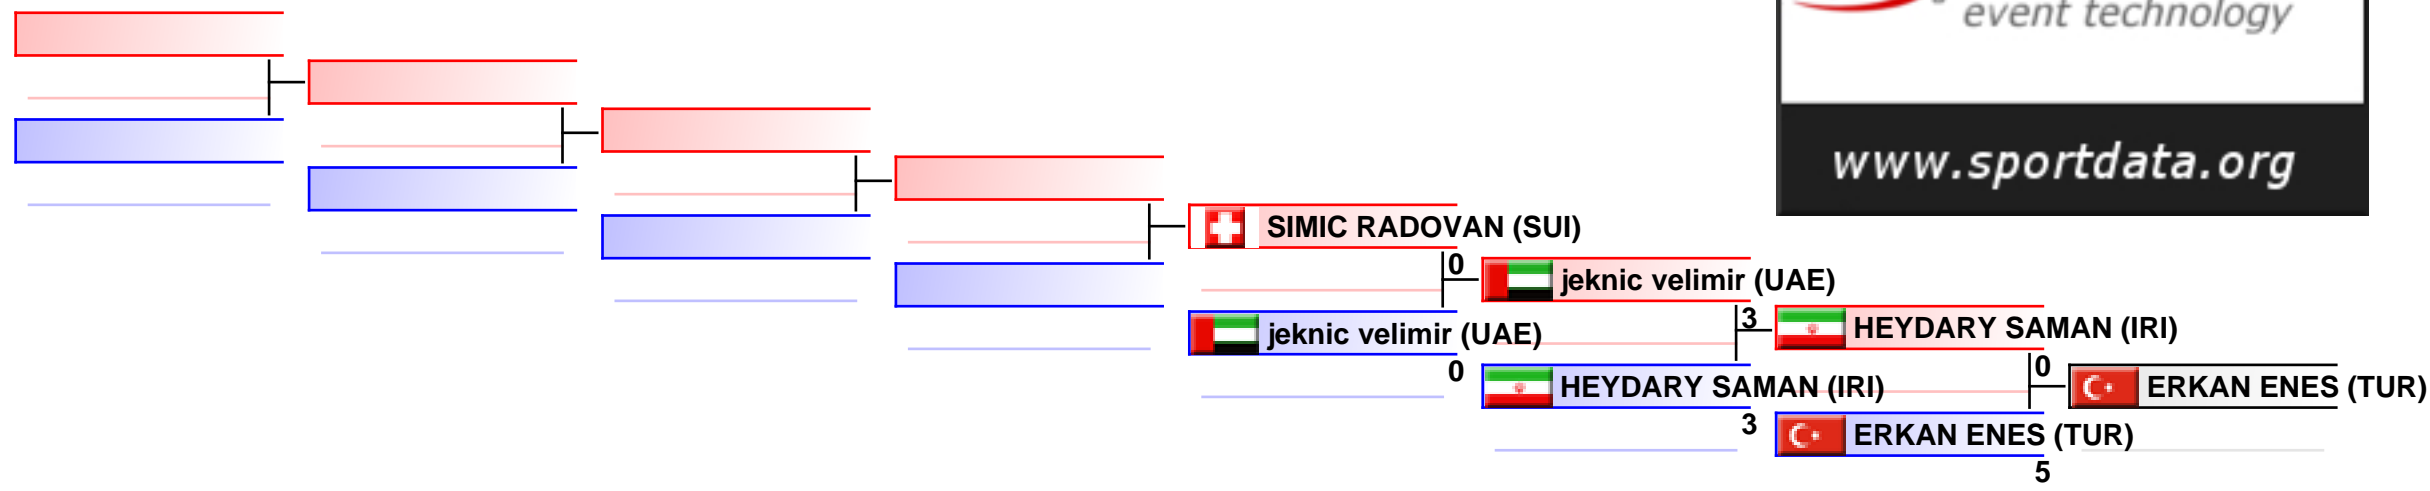 event technology
www.sportdata.org
SIMIC RADOVAN (SUI)
0
jeknic velimir (UAE)
jeknic velimir (UAE)
3
HEYDARY SAMAN (IRI)
0
HEYDARY SAMAN (IRI)
0
ERKAN ENES (TUR)
3
ERKAN ENES (TUR)
5